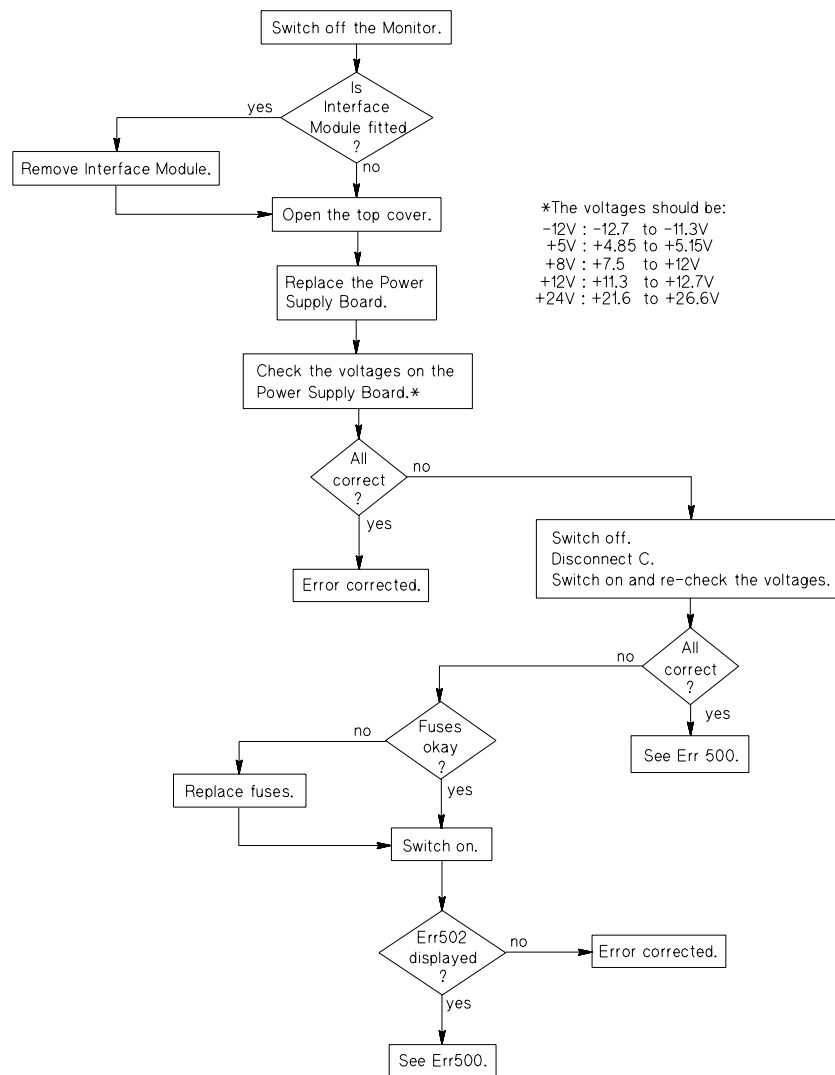 Switch off the Monitor.
Is
Interface
Module fitted
?
yes
no
Remove Interface Module.
Open the top cover.
*The voltages should be:
-12V : -12.7 to -11.3V
+5V : +4.85 to +5.15V
+8V : +7.5 to +12V
+12V : +11.3 to +12.7V
+24V : +21.6 to +26.6V
Replace the Power
Supply Board.
Check the voltages on the
Power Supply Board.*
All
correct
?
no
yes
Error corrected.
Switch off.
Disconnect C.
Switch on and re-check the voltages.
All
correct
?
no
yes
See Err 500.
Fuses
okay
?
no
yes
Replace fuses.
Switch on.
Err502
displayed
?
no
Error corrected.
yes
See Err500.